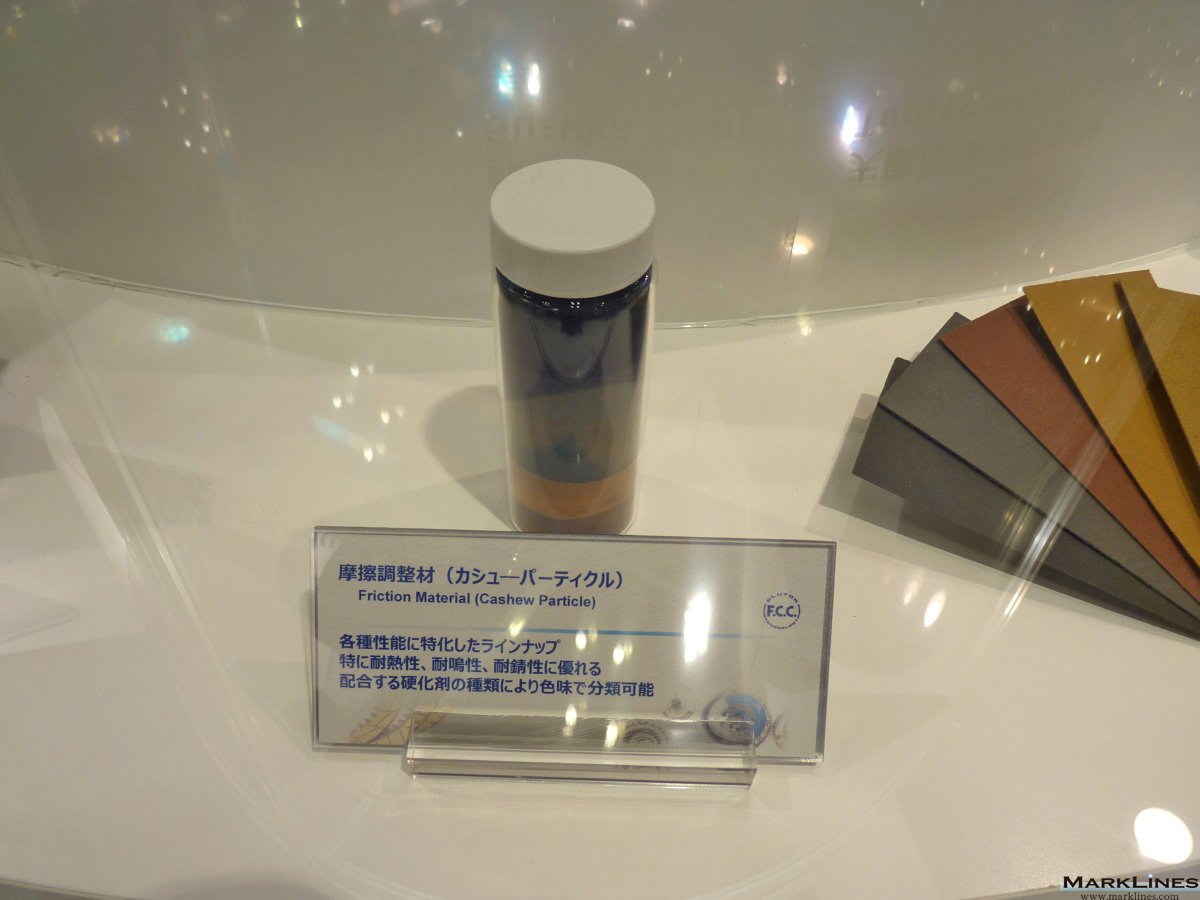 摩擦調整材（カシュー―パーティクル）
Friction Material (Cashew Particle)
CLUTCH
F.C.C.
TECHNOLOGY
各種性能に特化したラインナップ
特に耐熱性、耐鳴性、耐錆性に優れる
配合する硬化剤の種類により色味で分類可能
MARKLINES
www.marklines.com